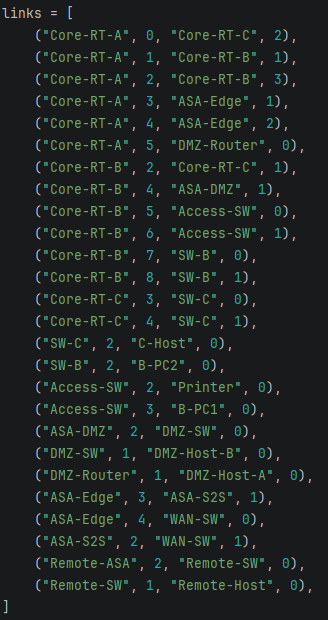 links = [
    ("Core-RT-A", 0, "Core-RT-C", 2),
    ("Core-RT-A", 1, "Core-RT-B", 1),
    ("Core-RT-A", 2, "Core-RT-B", 3),
    ("Core-RT-A", 3, "ASA-Edge", 1),
    ("Core-RT-A", 4, "ASA-Edge", 2),
    ("Core-RT-A", 5, "DMZ-Router", 0),
    ("Core-RT-B", 2, "Core-RT-C", 1),
    ("Core-RT-B", 4, "ASA-DMZ", 1),
    ("Core-RT-B", 5, "Access-SW", 0),
    ("Core-RT-B", 6, "Access-SW", 1),
    ("Core-RT-B", 7, "SW-B", 0),
    ("Core-RT-B", 8, "SW-B", 1),
    ("Core-RT-C", 3, "SW-C", 0),
    ("Core-RT-C", 4, "SW-C", 1),
    ("SW-C", 2, "C-Host", 0),
    ("SW-B", 2, "B-PC2", 0),
    ("Access-SW", 2, "Printer", 0),
    ("Access-SW", 3, "B-PC1", 0),
    ("ASA-DMZ", 2, "DMZ-SW", 0),
    ("DMZ-SW", 1, "DMZ-Host-B", 0),
    ("DMZ-Router", 1, "DMZ-Host-A", 0),
    ("ASA-Edge", 3, "ASA-S2S", 1),
    ("ASA-Edge", 4, "WAN-SW", 0),
    ("ASA-S2S", 2, "WAN-SW", 1),
    ("Remote-ASA", 2, "Remote-SW", 0),
    ("Remote-SW", 1, "Remote-Host", 0),
]